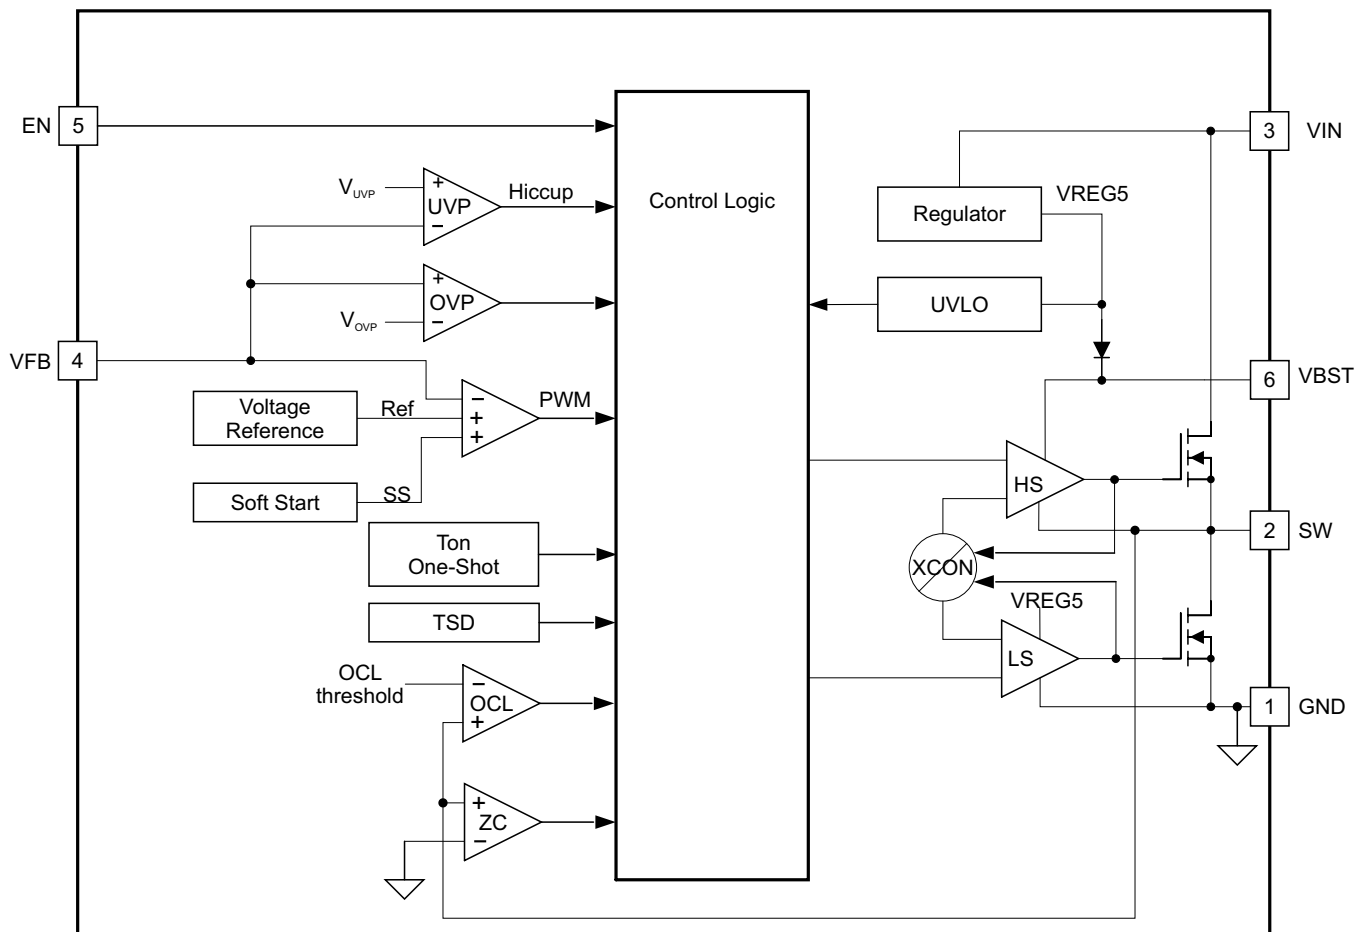 EN
5
3
VIN
VUVP
+
UVP
−
Hiccup
Control Logic
Regulator
VREG5
+
OVP
−
VOVP
UVLO
VFB
4
6
VBST
Voltage
Reference
Ref
−
+
+
PWM
Soft Start
SS
HS
2
SW
Ton
One-Shot
XCON
VREG5
TSD
LS
OCL
threshold
−
OCL
+
1
GND
+
ZC
−